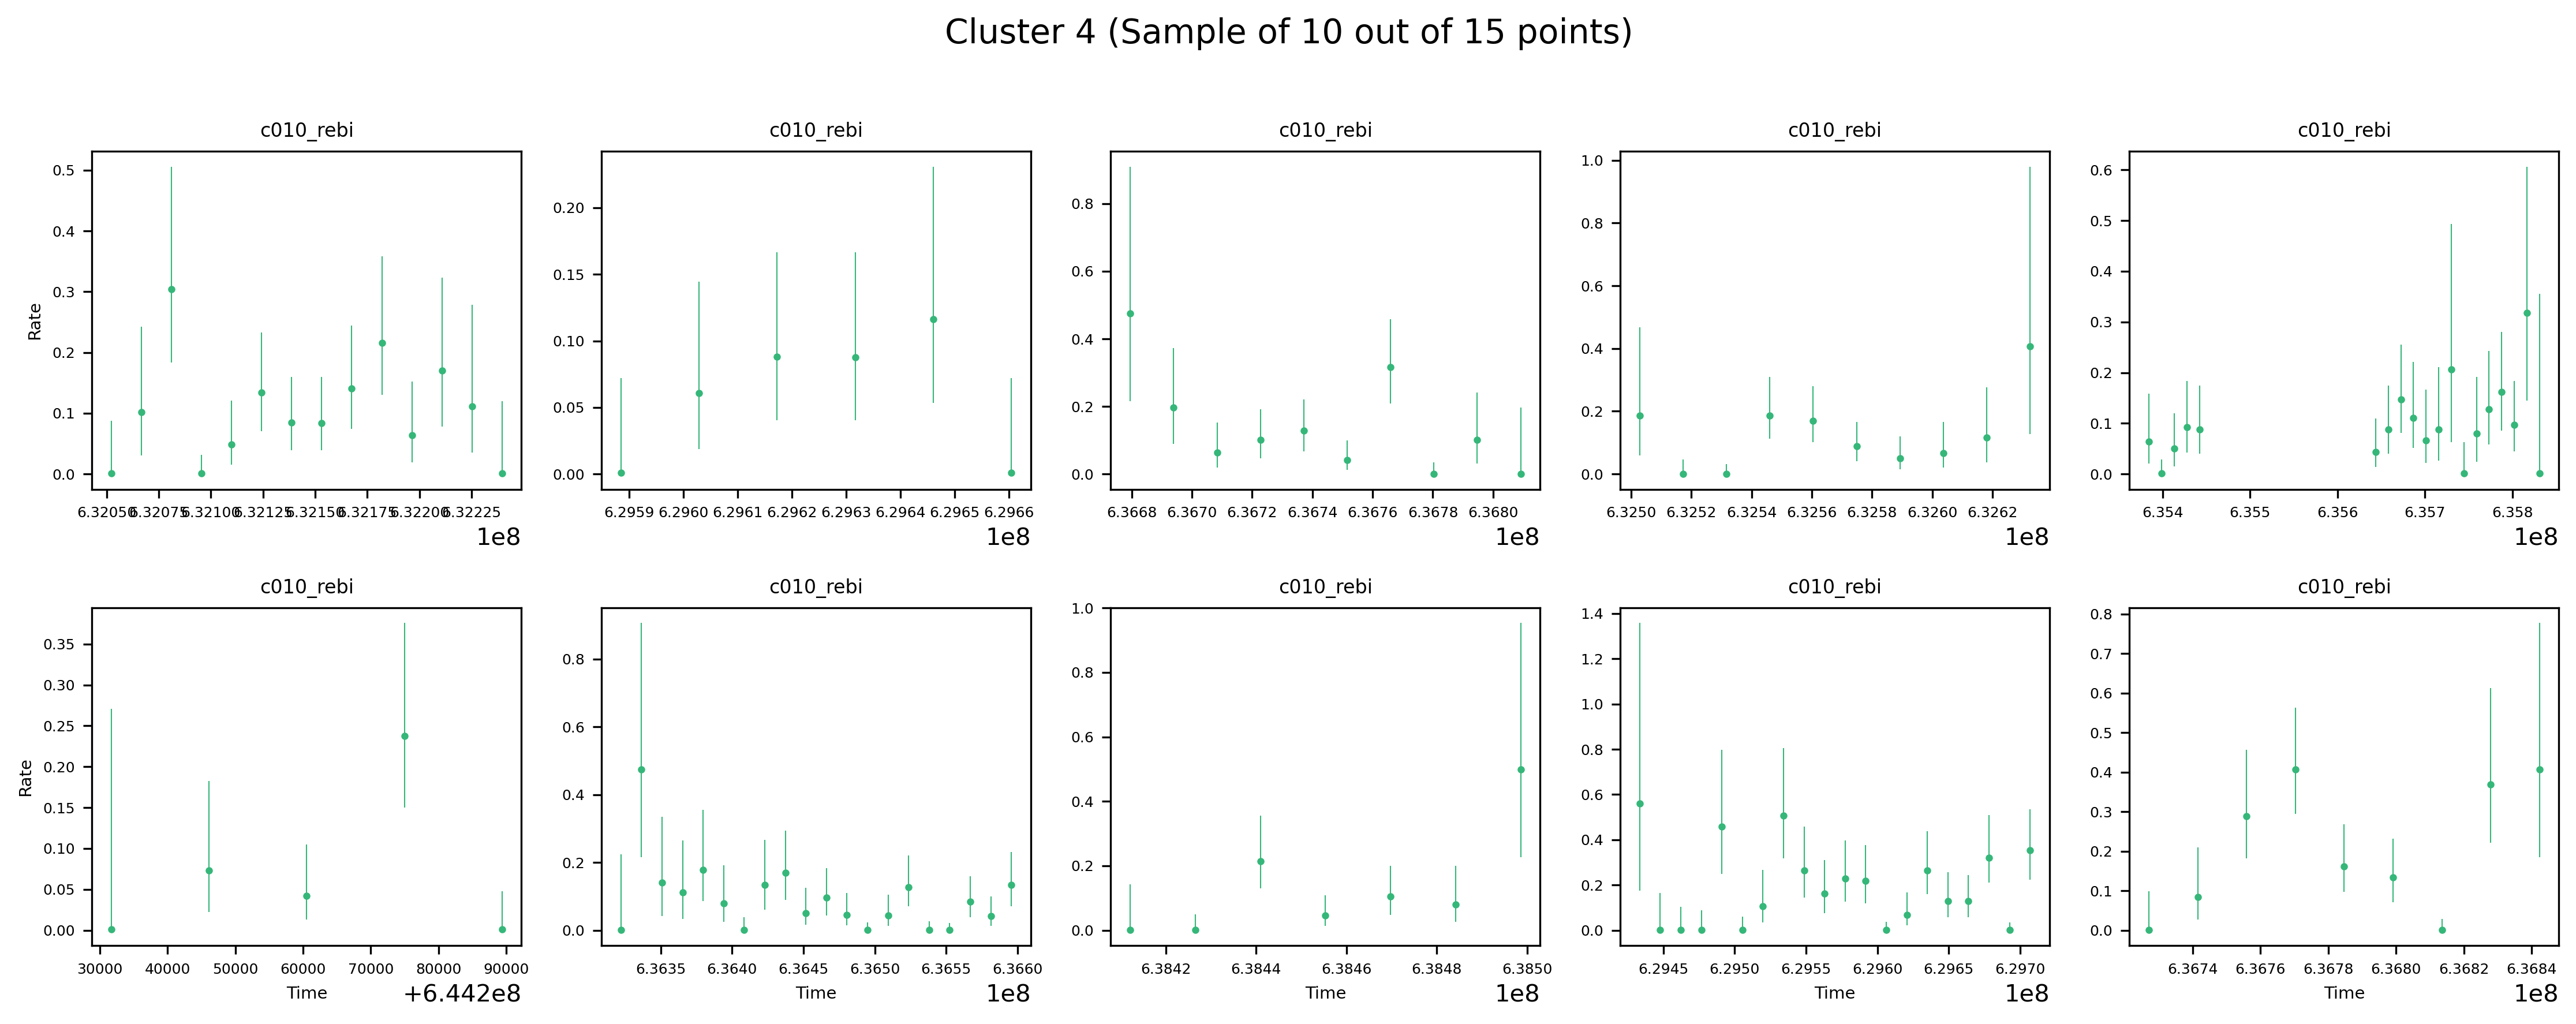 Cluster 4 (Sample of 10 out of 15 points)
c010_rebi c010_rebi c010_rebi c010_rebi c010_rebi
Rate
0.5 0.4 0.3 0.2 0.1 0.0
6.32050 6.32075 6.32100 6.32125 6.32150 6.32175 6.32200 6.32225
1e8
0.20 0.15 0.10 0.05 0.00
6.2959 6.2960 6.2961 6.2962 6.2963 6.2964 6.2965 6.2966
1e8
0.8 0.6 0.4 0.2 0.0
6.3668 6.3670 6.3672 6.3674 6.3676 6.3678 6.3680
1e8
1.0 0.8 0.6 0.4 0.2 0.0
6.3250 6.3252 6.3254 6.3256 6.3258 6.3260 6.3262
1e8
0.6 0.5 0.4 0.3 0.2 0.1 0.0
6.354 6.355 6.356 6.357 6.358
1e8
c010_rebi c010_rebi c010_rebi c010_rebi c010_rebi
Rate
0.35 0.30 0.25 0.20 0.15 0.10 0.05 0.00
30000 40000 50000 60000 70000 80000 90000
Time +6.442e8
0.8 0.6 0.4 0.2 0.0
6.3635 6.3640 6.3645 6.3650 6.3655 6.3660
Time 1e8
1.0 0.8 0.6 0.4 0.2 0.0
6.3842 6.3844 6.3846 6.3848 6.3850
Time 1e8
1.4 1.2 1.0 0.8 0.6 0.4 0.2 0.0
6.2945 6.2950 6.2955 6.2960 6.2965 6.2970
Time 1e8
0.8 0.7 0.6 0.5 0.4 0.3 0.2 0.1 0.0
6.3674 6.3676 6.3678 6.3680 6.3682 6.3684
Time 1e8